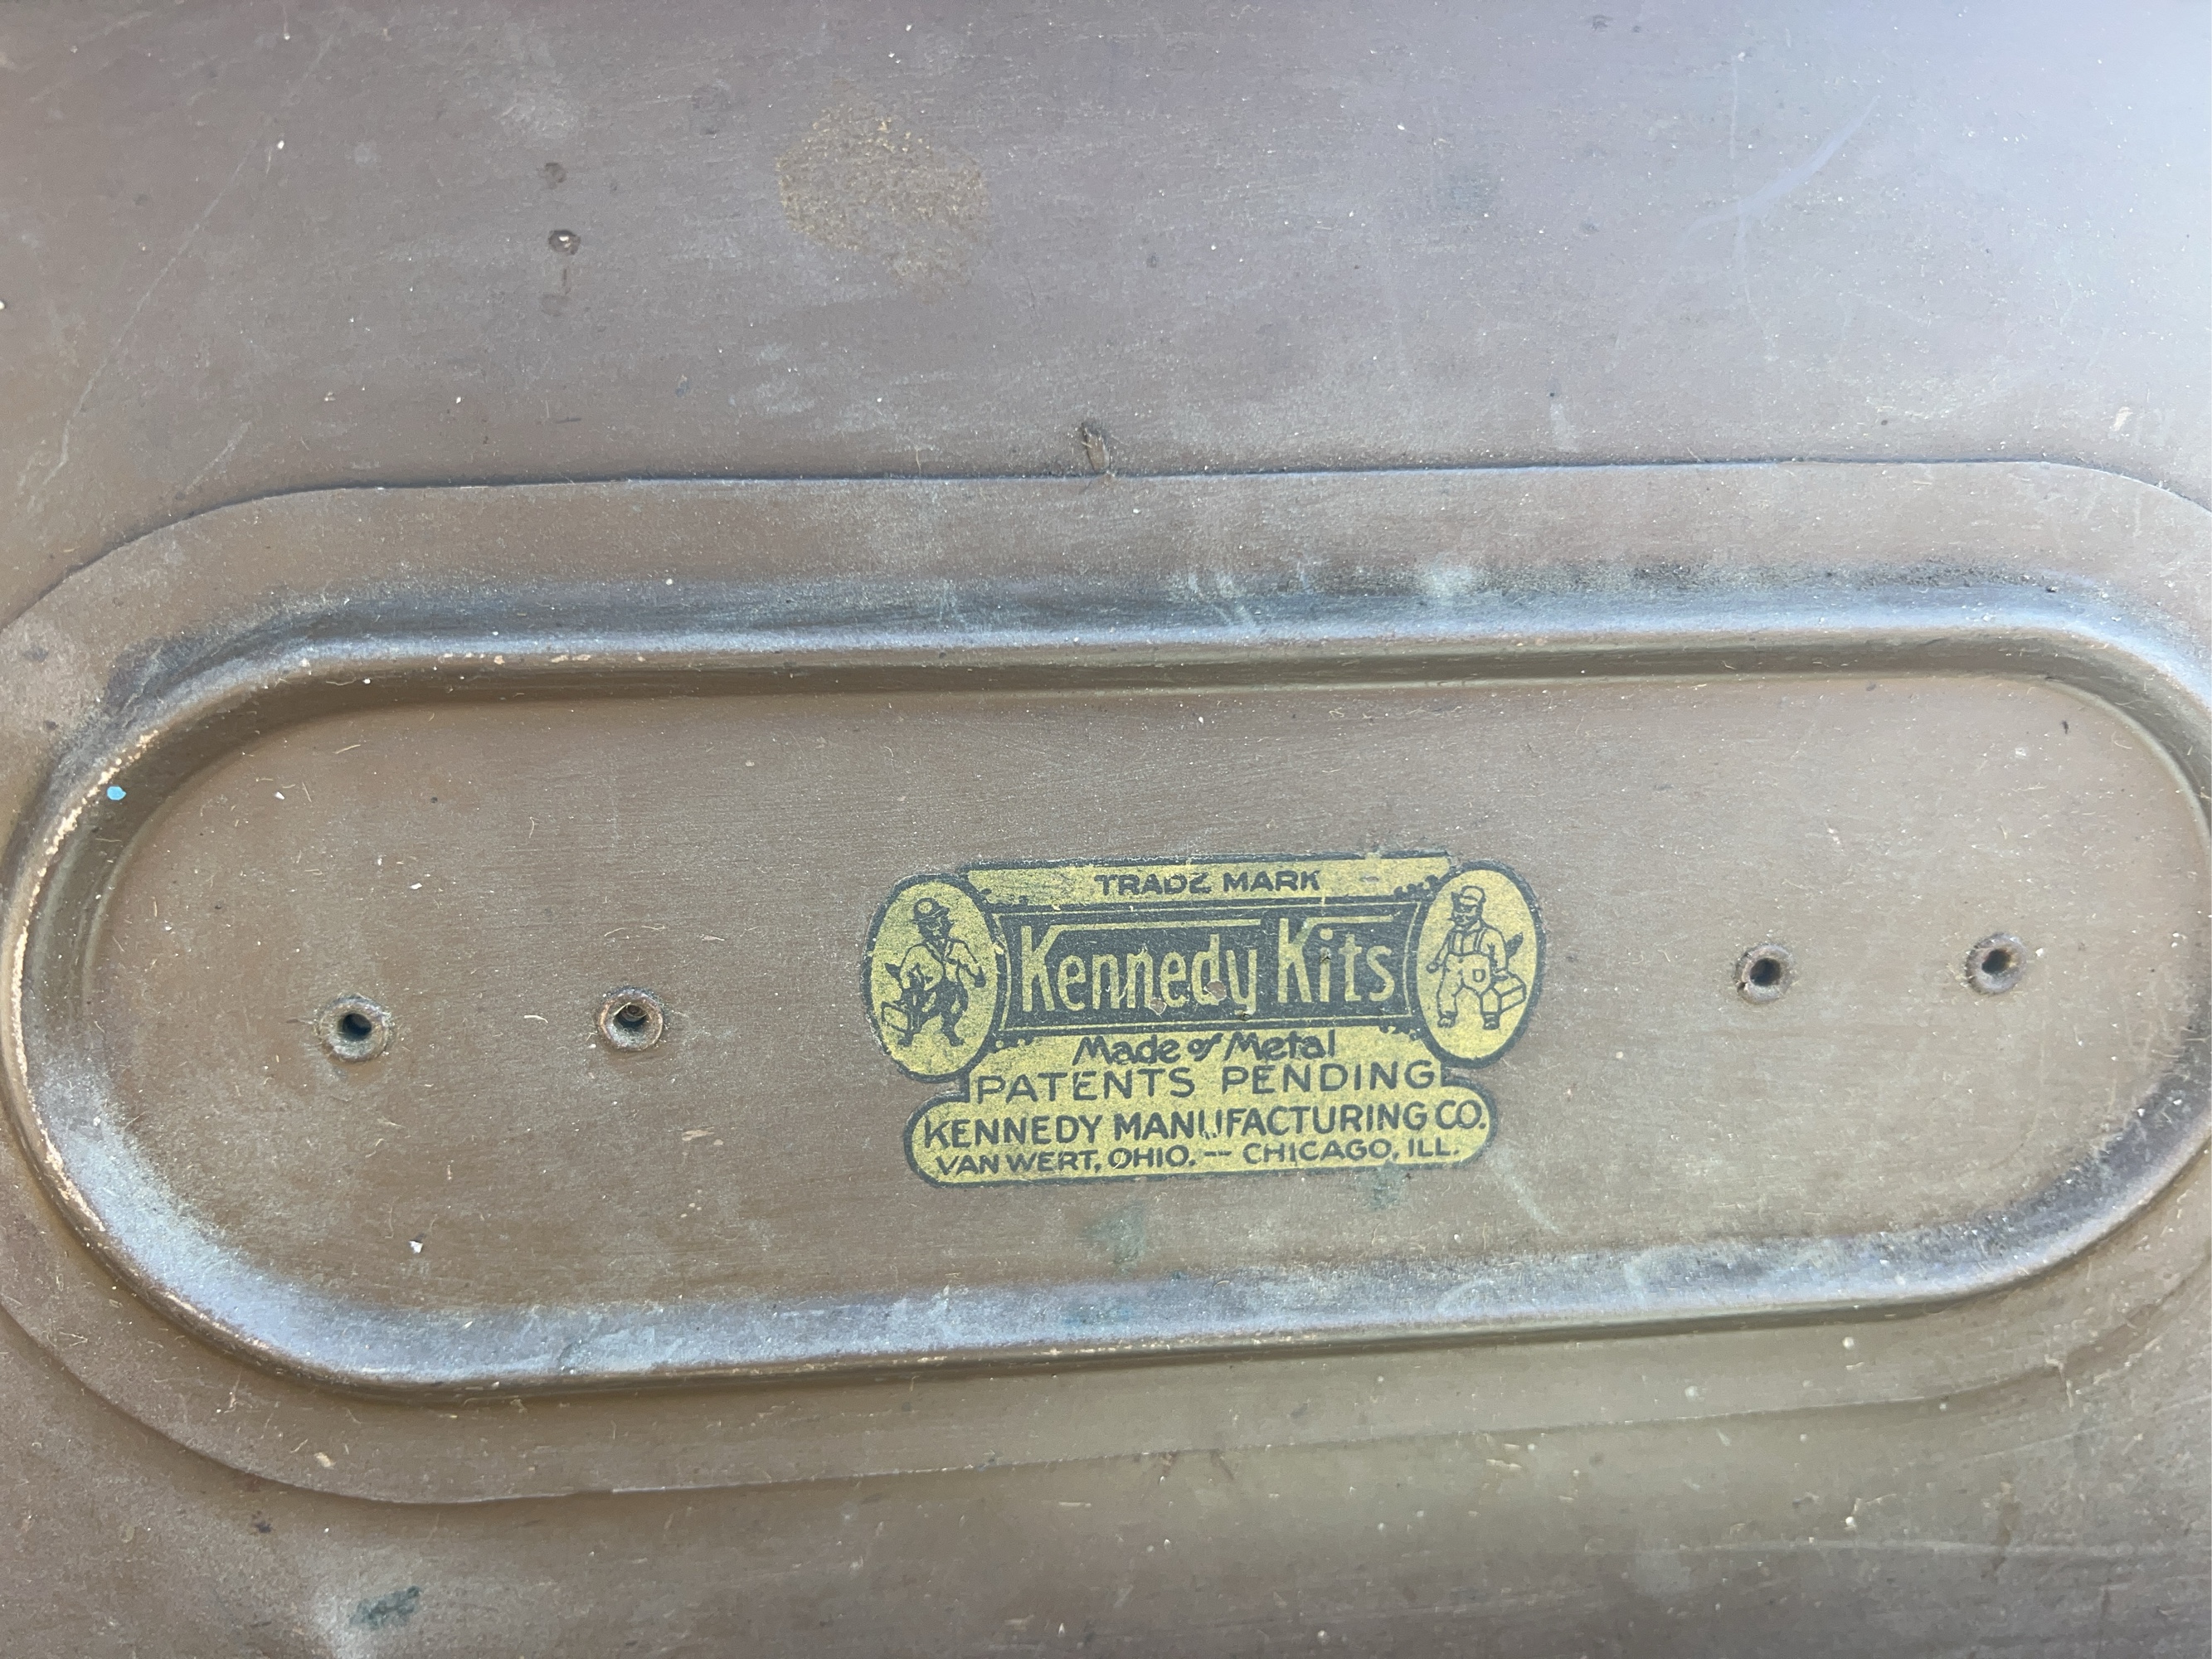 TRADE MARK
Kennedy Kits
Made of Metal
PATENTS PENDING
KENNEDY MANUFACTURING CO.
VAN WERT, OHIO. -- CHICAGO, ILL.